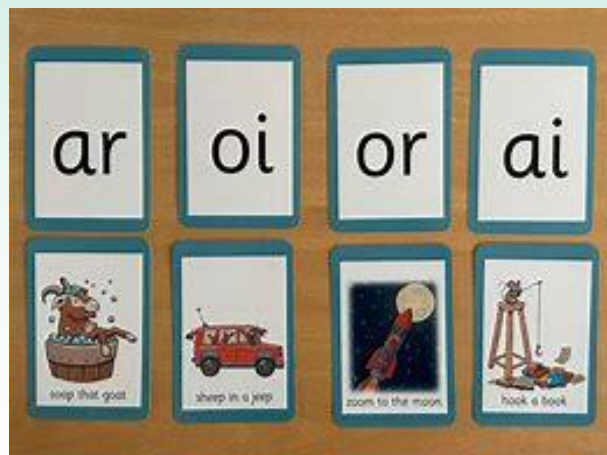 ar
oi
or
ai
soap that goat
sheep in a jeep
zoom to the moon
hook a book